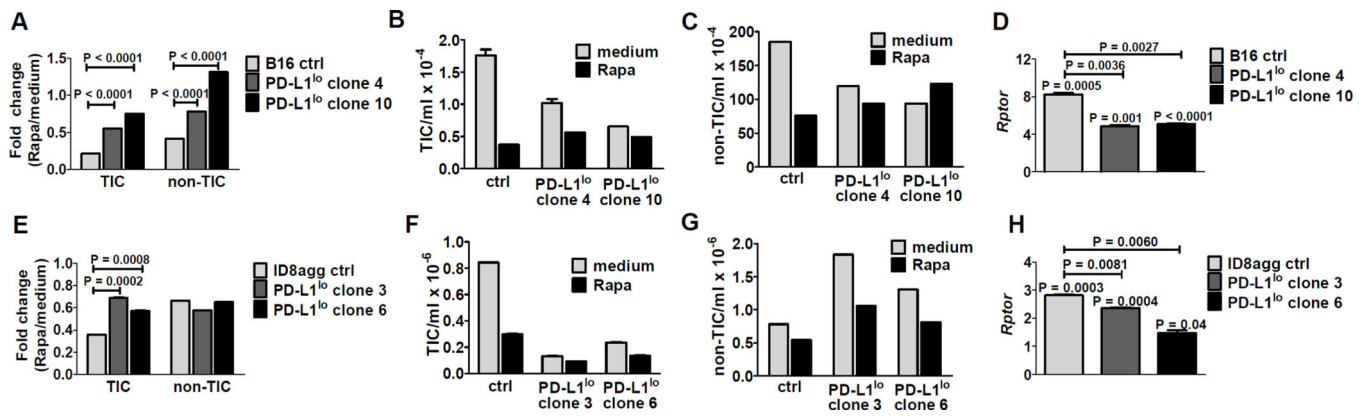 A
Fold change
(Rapa/medium)
1.5
1.0
0.5
0.0
P < 0.0001
P < 0.0001
P < 0.0001
P < 0.0001
B16 ctrl
PD-L1lo clone 4
PD-L1lo clone 10
TIC
non-TIC
B
TIC/ml x 10-4
2.0
1.5
1.0
0.5
0.0
medium
Rapa
ctrl
PD-L1lo
clone 4
PD-L1lo
clone 10
C
non-TIC/ml x 10-4
200
150
100
50
0
medium
Rapa
ctrl
PD-L1lo
clone 4
PD-L1lo
clone 10
D
Rptor
12
8
4
0
P = 0.0027
P = 0.0036
P = 0.0005
P = 0.001
P < 0.0001
B16 ctrl
PD-L1lo clone 4
PD-L1lo clone 10
E
Fold change
(Rapa/medium)
1.0
0.8
0.6
0.4
0.2
0.0
P = 0.0008
P = 0.0002
ID8agg ctrl
PD-L1lo clone 3
PD-L1lo clone 6
TIC
non-TIC
F
TIC/ml x 10-6
1.0
0.8
0.6
0.4
0.2
0.0
medium
Rapa
ctrl
PD-L1lo
clone 3
PD-L1lo
clone 6
G
non-TIC/ml x 10-6
2.0
1.5
1.0
0.5
0.0
medium
Rapa
ctrl
PD-L1lo
clone 3
PD-L1lo
clone 6
H
Rptor
4
3
2
1
0
P = 0.0060
P = 0.0081
P = 0.0003
P = 0.0004
P = 0.04
ID8agg ctrl
PD-L1lo clone 3
PD-L1lo clone 6